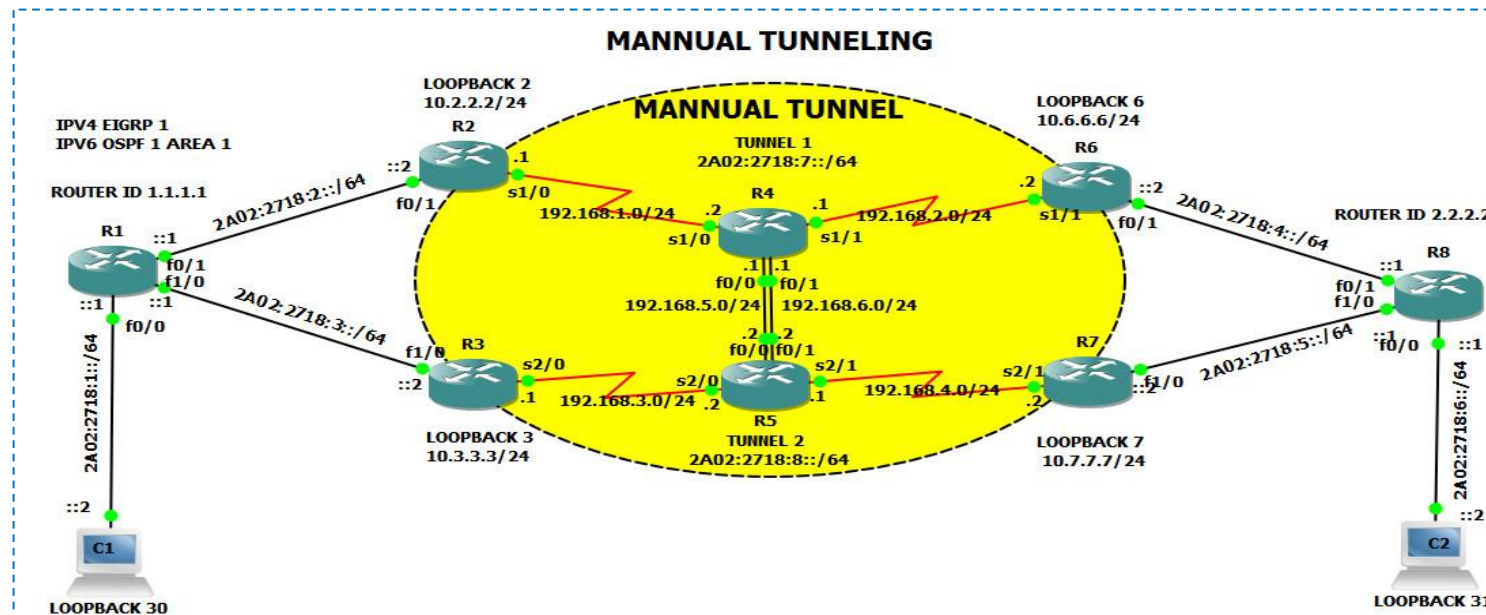 MANNUAL TUNNELING
LOOPBACK 2
10.2.2.2/24
MANNUAL TUNNEL
LOOPBACK 6
10.6.6.6/24
IPV4 EIGRP 1
IPV6 OSPF 1 AREA 1
R2
TUNNEL 1
2A02:2718:7::/64
R6
::2
.1
s1/0
f0/1
.2
s1/1
::2
f0/1
ROUTER ID 1.1.1.1
2A02:2718:2::/64
192.168.1.0/24
R4
192.168.2.0/24
2A02:2718:4::/64
ROUTER ID 2.2.2.2
.2
s1/0
.1
s1/1
R1
::1
f0/1
f1/0
::1
::1
f0/0
.1
.1
f0/0
f0/1
192.168.5.0/24
192.168.6.0/24
::1
R8
f0/1
f1/0
2A02:2718:3::/64
.2
.2
f0/0
f0/1
R3
f1/0
::2
s2/0
.1
s2/0
.2
192.168.3.0/24
s2/1
.1
R5
192.168.4.0/24
R7
s2/1
.2
f1/0
::2
2A02:2718:5::/64
::1
f0/0
::1
2A02:2718:1::/64
LOOPBACK 3
10.3.3.3/24
TUNNEL 2
2A02:2718:8::/64
LOOPBACK 7
10.7.7.7/24
2A02:2718:6::/64
::2
C1
LOOPBACK 30
::2
C2
LOOPBACK 31